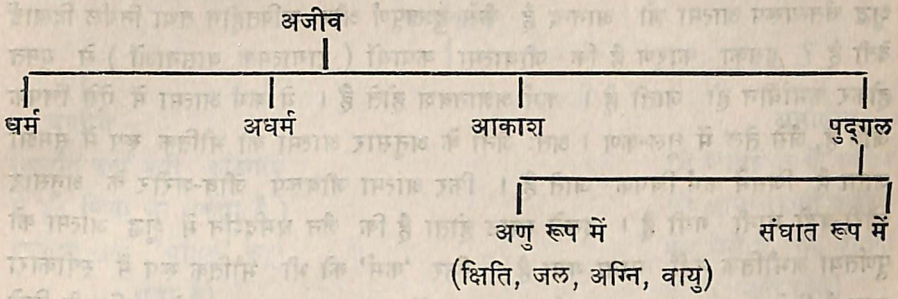 अजीव
धर्म अधर्म आकाश पुद्गल
अणु रूप में संघात रूप में
(क्षिति, जल, अग्नि, वायु)